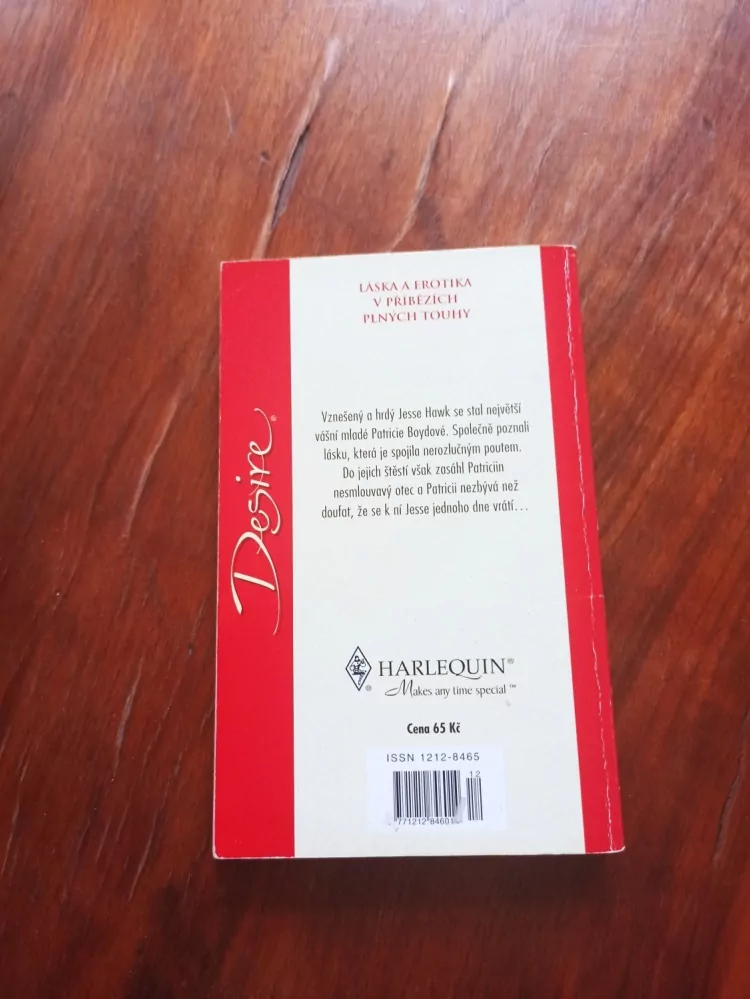 LÁSKA A EROTIKA
V PŘÍBĚZÍCH
PLNÝCH TOUHY
Vznešený a hrdý Jesse Hawk se stal největší
vášní mladé Patricie Boydové. Společně poznali
lásku, která je spojila nerozlučným poutem.
Do jejich štěstí však zasáhl Patriciin
nesmlouvavý otec a Patricii nezbývá než
doufat, že se k ní Jesse jednoho dne vrátí...
Desire®
HARLEQUIN®
Makes any time special™
Cena 65 Kč
ISSN 1212-8465
12